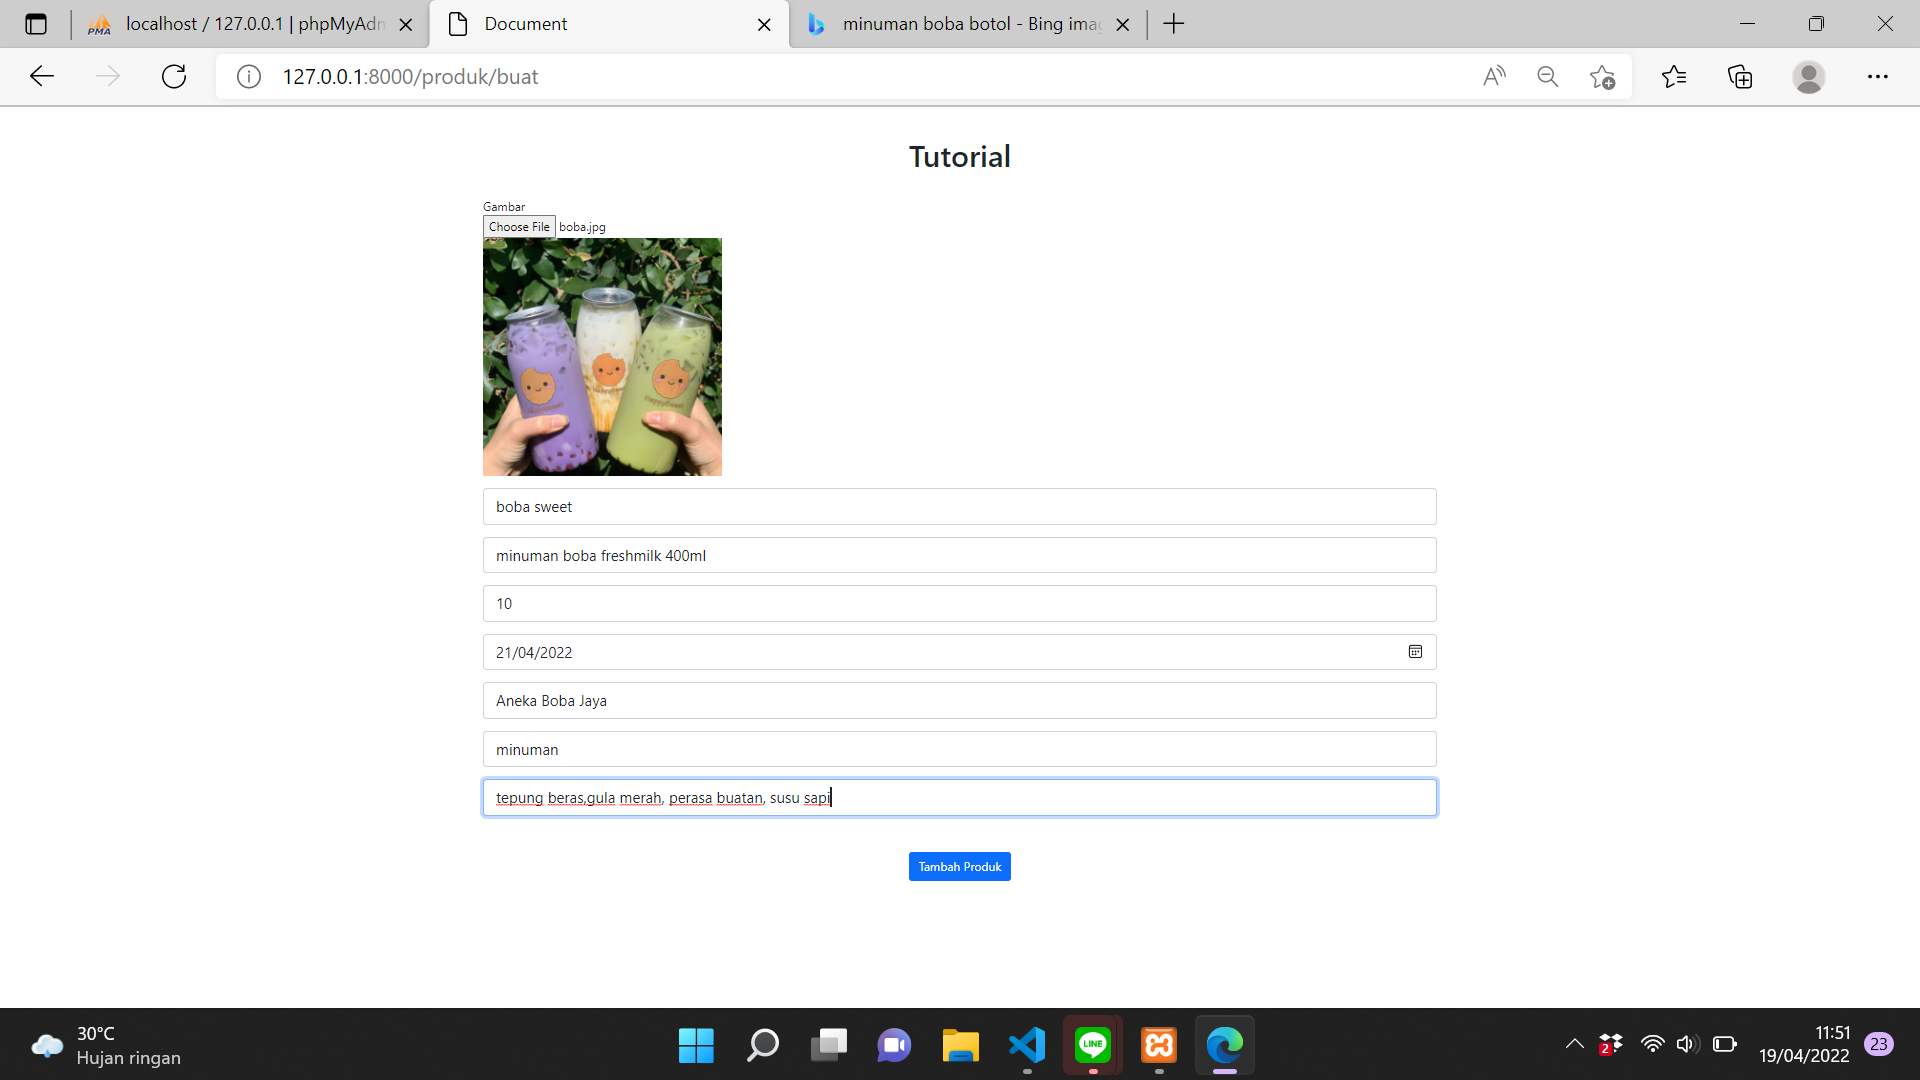 localhost / 127.0.0.1 | phpMyAdm
Document
minuman boba botol - Bing imag
127.0.0.1:8000/produk/buat
Tutorial
Gambar
Choose File boba.jpg
boba sweet
minuman boba freshmilk 400ml
10
21/04/2022
Aneka Boba Jaya
minuman
tepung beras,gula merah, perasa buatan, susu sapi
Tambah Produk
30°C
Hujan ringan
LINE
2
11:51
19/04/2022
23